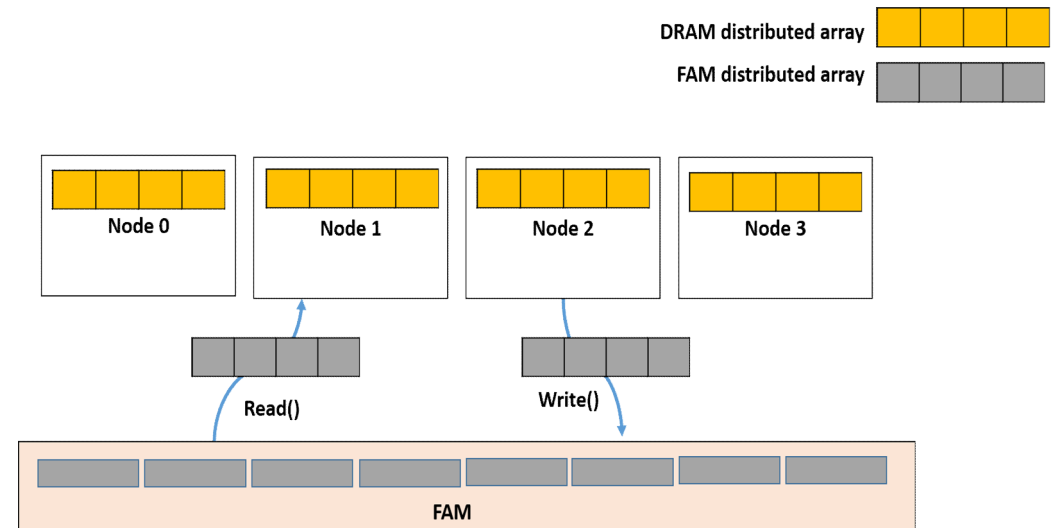 DRAM distributed array
FAM distributed array
Node 0
Node 1
Node 2
Node 3
Read()
Write()
FAM